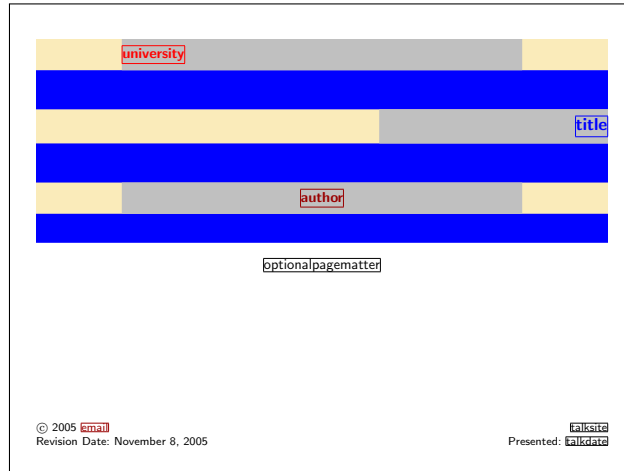 university
title
author
optionalpagematter
© 2005 email
talksite
Revision Date: November 8, 2005
Presented: talkdate